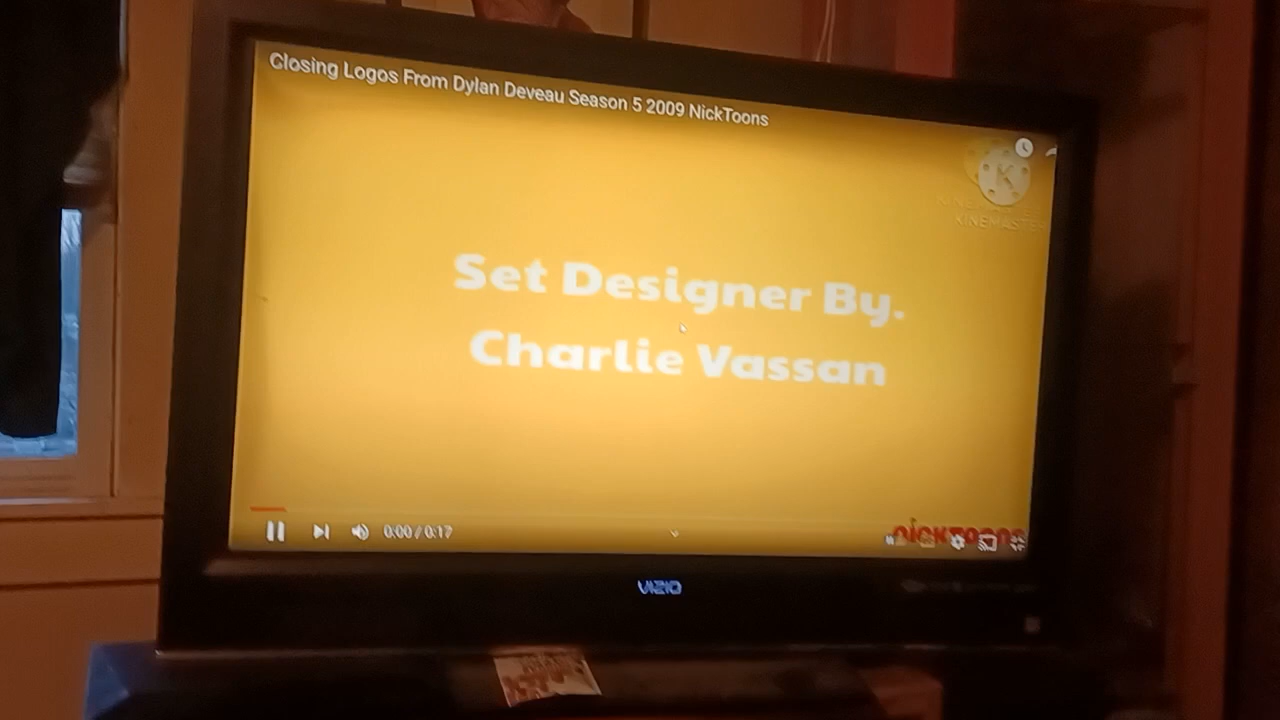 Closing Logos From Dylan Deveau Season 5 2009 NickToons
K
KINEMASTER
Set Designer By.
Charlie Vassan
0:00 / 0:17
nicktoons
VIZIO